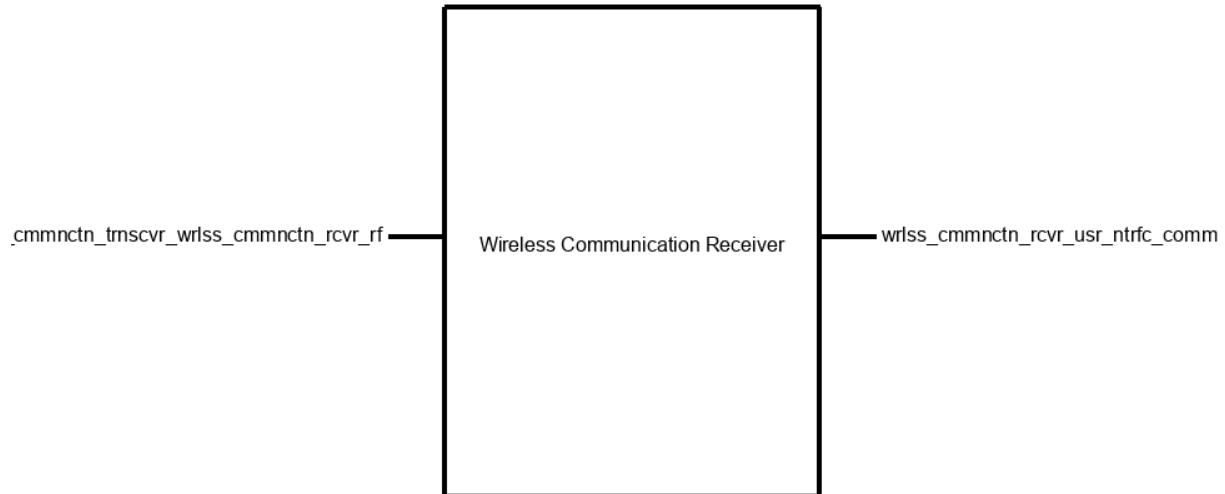 _cmmnctn_trnscvr_wrlss_cmmnctn_rcvr_rf
Wireless Communication Receiver
wrlss_cmmnctn_rcvr_usr_ntrfc_comm